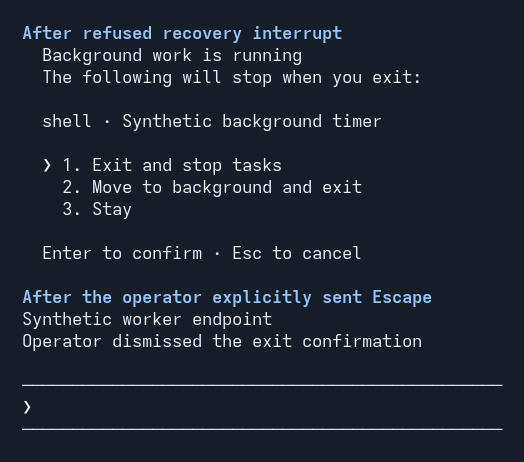 After refused recovery interrupt
Background work is running
The following will stop when you exit:
shell · Synthetic background timer
❯ 1. Exit and stop tasks
2. Move to background and exit
3. Stay
Enter to confirm · Esc to cancel
After the operator explicitly sent Escape
Synthetic worker endpoint
Operator dismissed the exit confirmation
❯